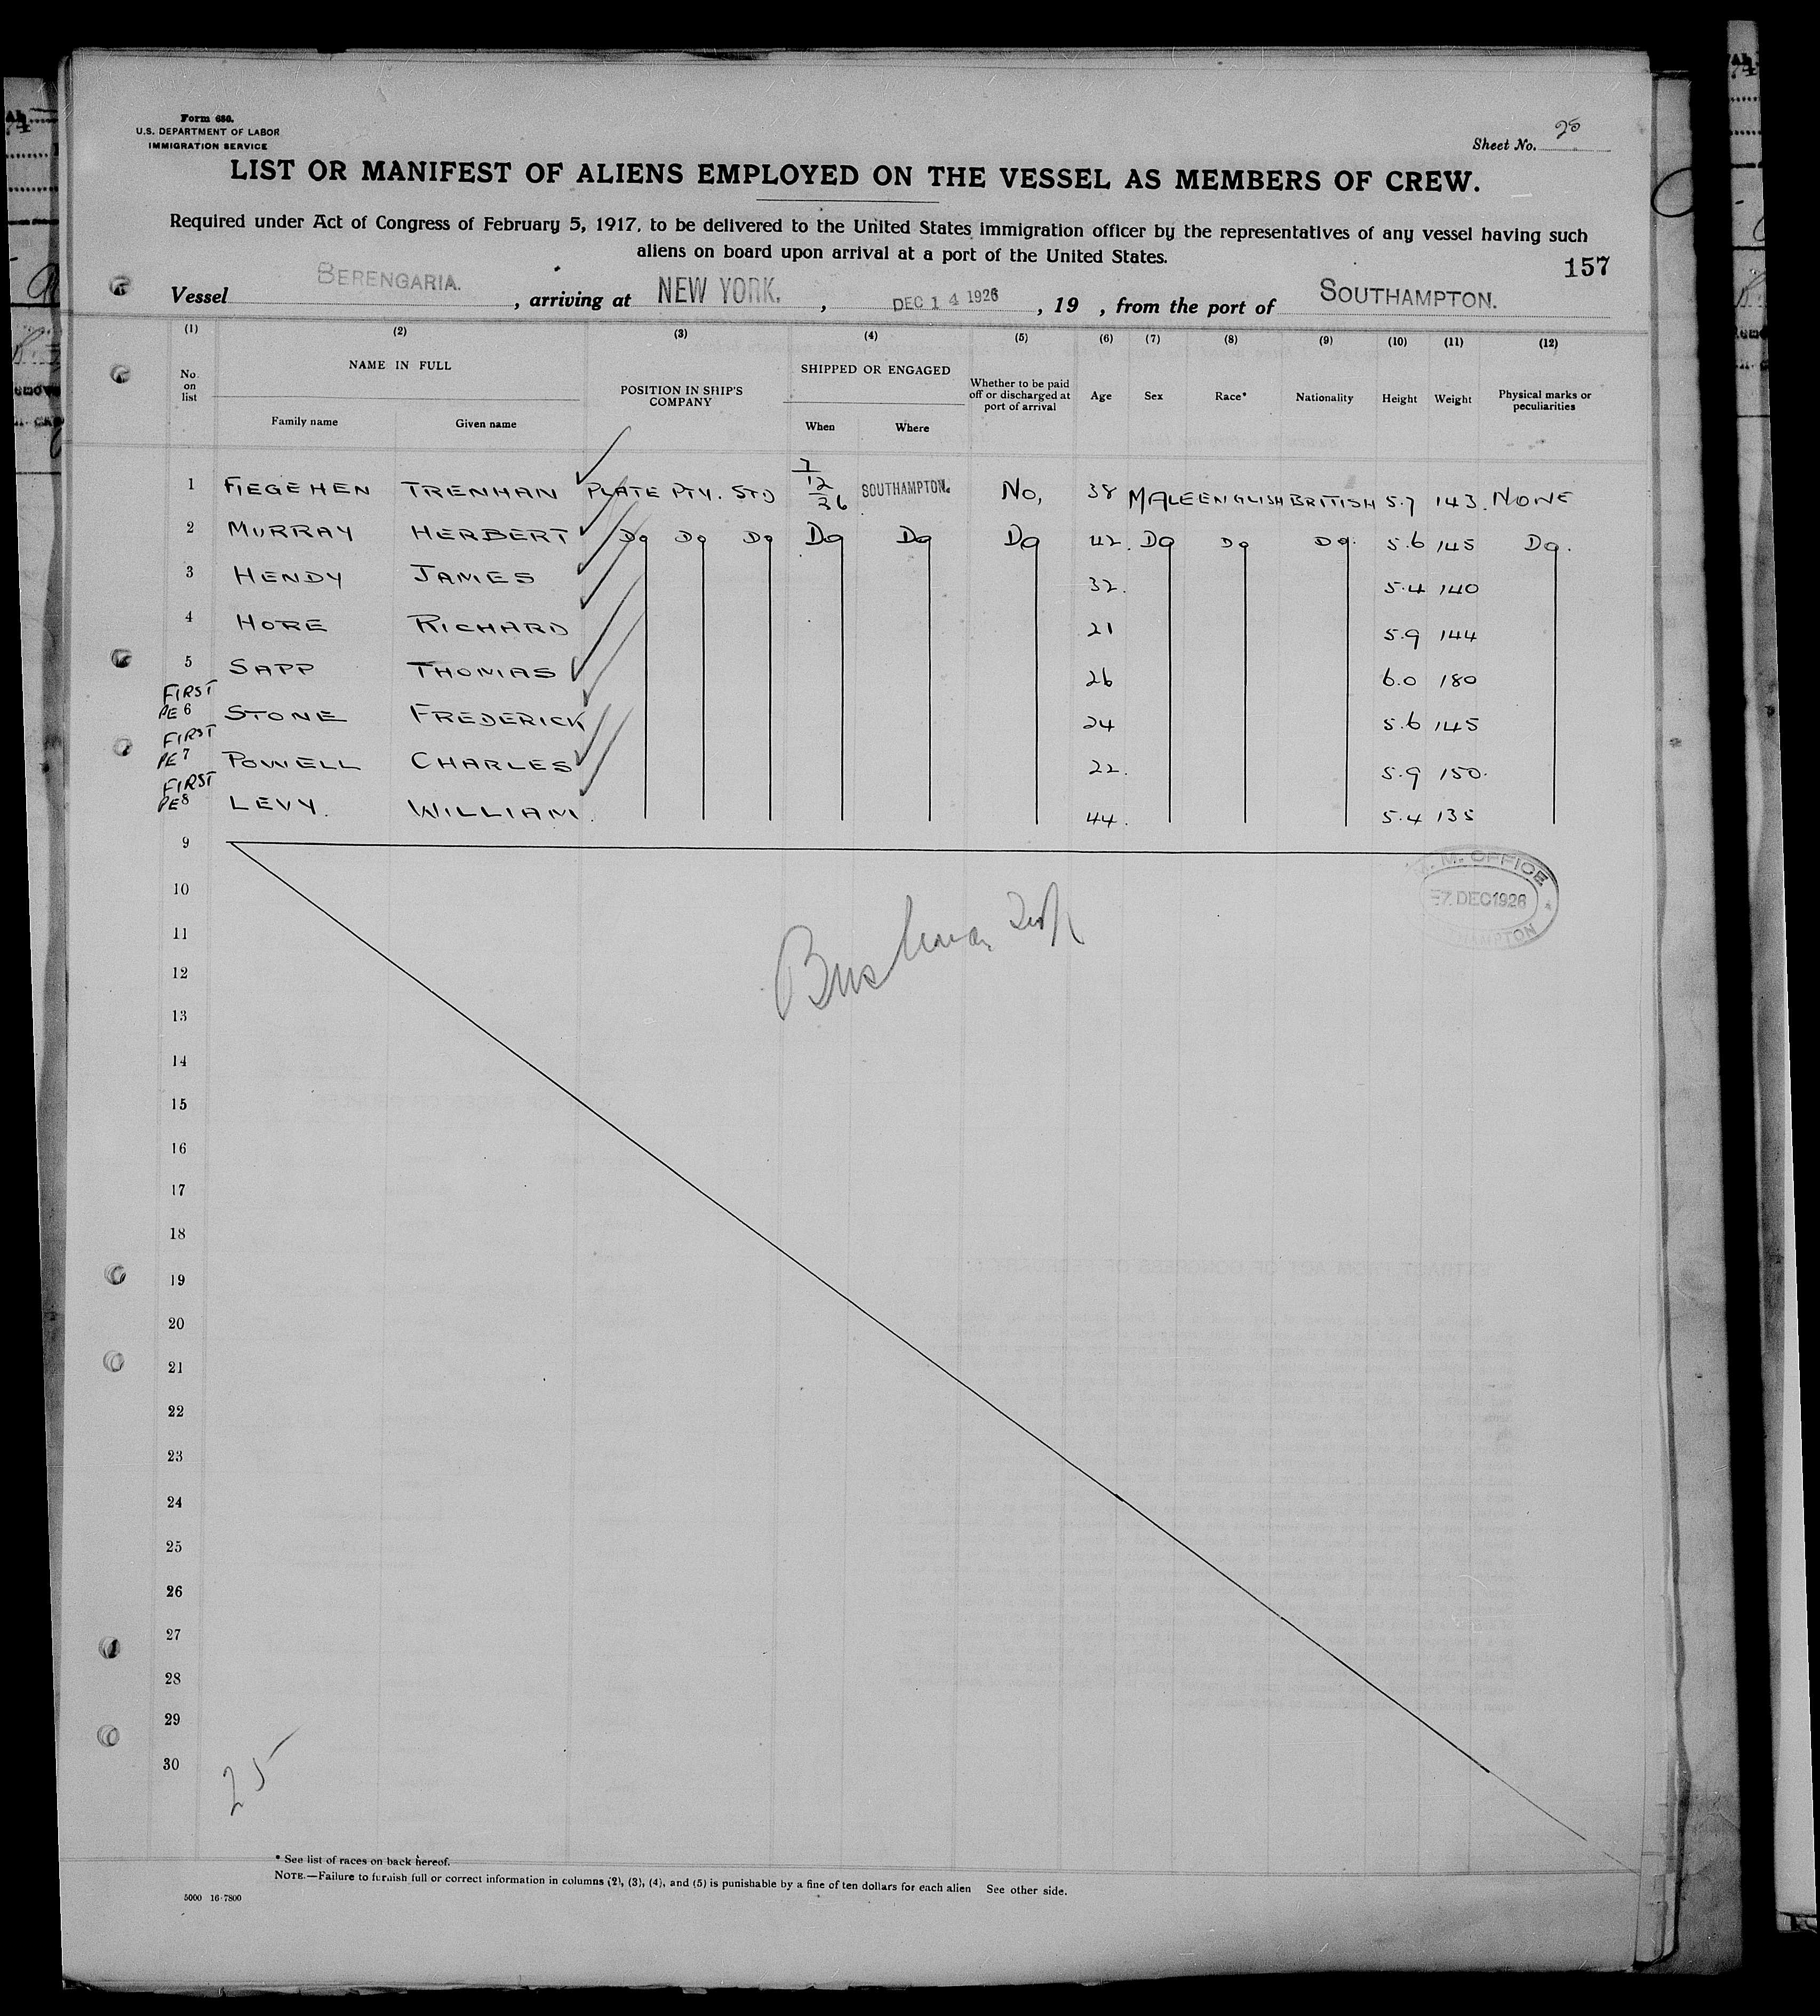 Form 680.
U.S. DEPARTMENT OF LABOR
IMMIGRATION SERVICE
Sheet No. 25
LIST OR MANIFEST OF ALIENS EMPLOYED ON THE VESSEL AS MEMBERS OF CREW.
Required under Act of Congress of February 5, 1917, to be delivered to the United States immigration officer by the representatives of any vessel having such
aliens on board upon arrival at a port of the United States.
157
Vessel BERENGARIA. , arriving at NEW YORK. , DEC 14 1926 , 19 , from the port of SOUTHAMPTON.
(1) (2) (3) (4) (5) (6) (7) (8) (9) (10) (11) (12)
No. on list NAME IN FULL POSITION IN SHIP'S COMPANY SHIPPED OR ENGAGED Whether to be paid off or discharged at port of arrival Age Sex Race* Nationality Height Weight Physical marks or peculiarities
Family name Given name When Where
1 FIEGEHEN TRENHAN PLATE PTY. STD 7/12/26 SOUTHAMPTON. No, 38 MALE ENGLISH BRITISH 5.7 143. NONE
2 MURRAY HERBERT Do Do Do Do Do Do 42. Do Do Do. 5.6 145 Do.
3 HENDY JAMES 32. 5.4 140
4 HORE RICHARD 21 5.9 144
5 SAPP THOMAS 26 6.0 180
FIRST
PE 6 STONE FREDERICK 24 5.6 145
FIRST
PE 7 POWELL CHARLES 22. 5.9 150.
FIRST
PE 8 LEVY. WILLIAM. 44. 5.4 135
9
M. OFFICE
7 DEC 1926
HAMPTON
10
11
12
13
14
15
16
17
18
19
20
21
22
23
24
25
26
27
28
29
30
25
* See list of races on back hereof.
NOTE.—Failure to furnish full or correct information in columns (2), (3), (4), and (5) is punishable by a fine of ten dollars for each alien See other side.
5000 16-7800